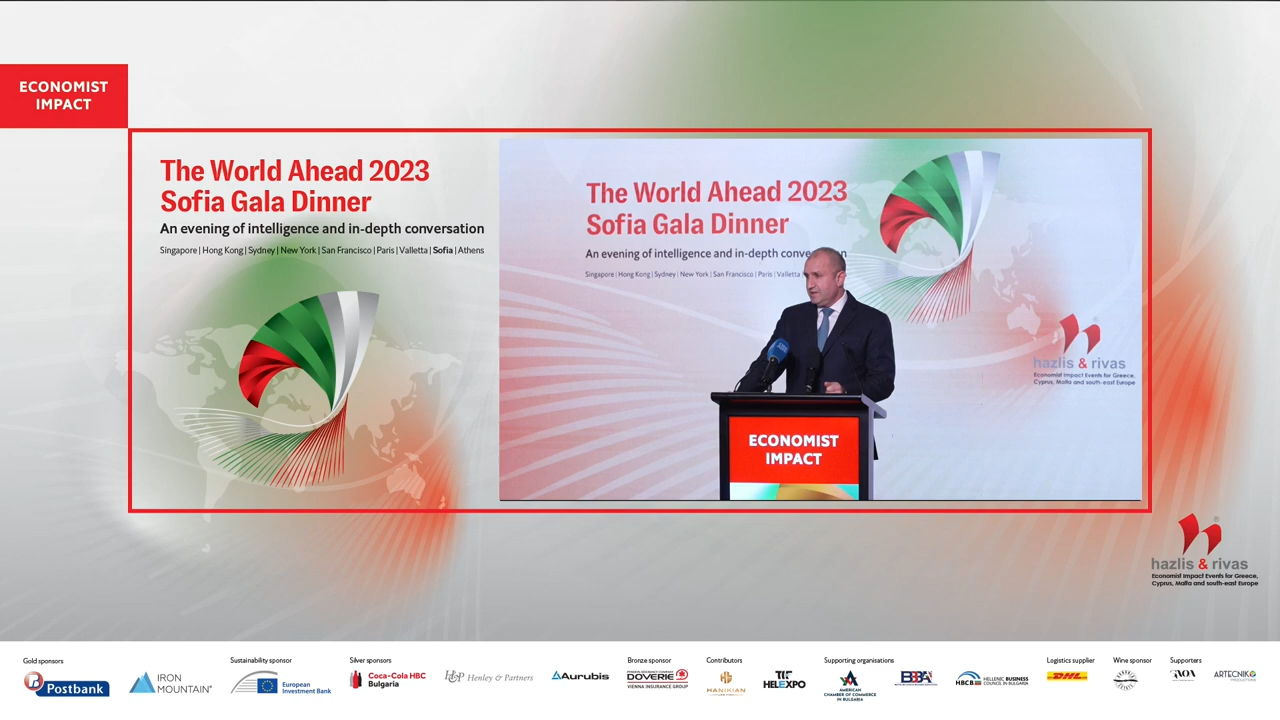 ECONOMIST
IMPACT
The World Ahead 2023
Sofia Gala Dinner
An evening of intelligence and in-depth conversation
Singapore | Hong Kong | Sydney | New York | San Francisco | Paris | Valletta | Sofia | Athens
The World Ahead 2023
Sofia Gala Dinner
An evening of intelligence and in-depth
Singapore | Hong Kong | Sydney | New York | San Francisco | Paris | Valletta
hazlis & rivas
Economist Impact Events for Greece,
Cyprus, Malta and south-east Europe
ECONOMIST
IMPACT
hazlis & rivas
Economist Impact Events for Greece,
Cyprus, Malta and south-east Europe
Gold sponsors
Postbank
IRON
MOUNTAIN®
Sustainability sponsor
European
Investment Bank
Silver sponsors
Coca-Cola HBC
Bulgaria
H&P Henley & Partners
Aurubis
Bronze sponsor
DOVERIE
VIENNA INSURANCE GROUP
Contributors
HANIKIAN
TIF
HELEXPO
Supporting organisations
AMERICAN
CHAMBER OF COMMERCE
IN BULGARIA
BBBA
HBCB
HELLENIC BUSINESS
COUNCIL IN BULGARIA
Logistics supplier
DHL
Wine sponsor
Supporters
ARTECNIKO
PRODUCTIONS